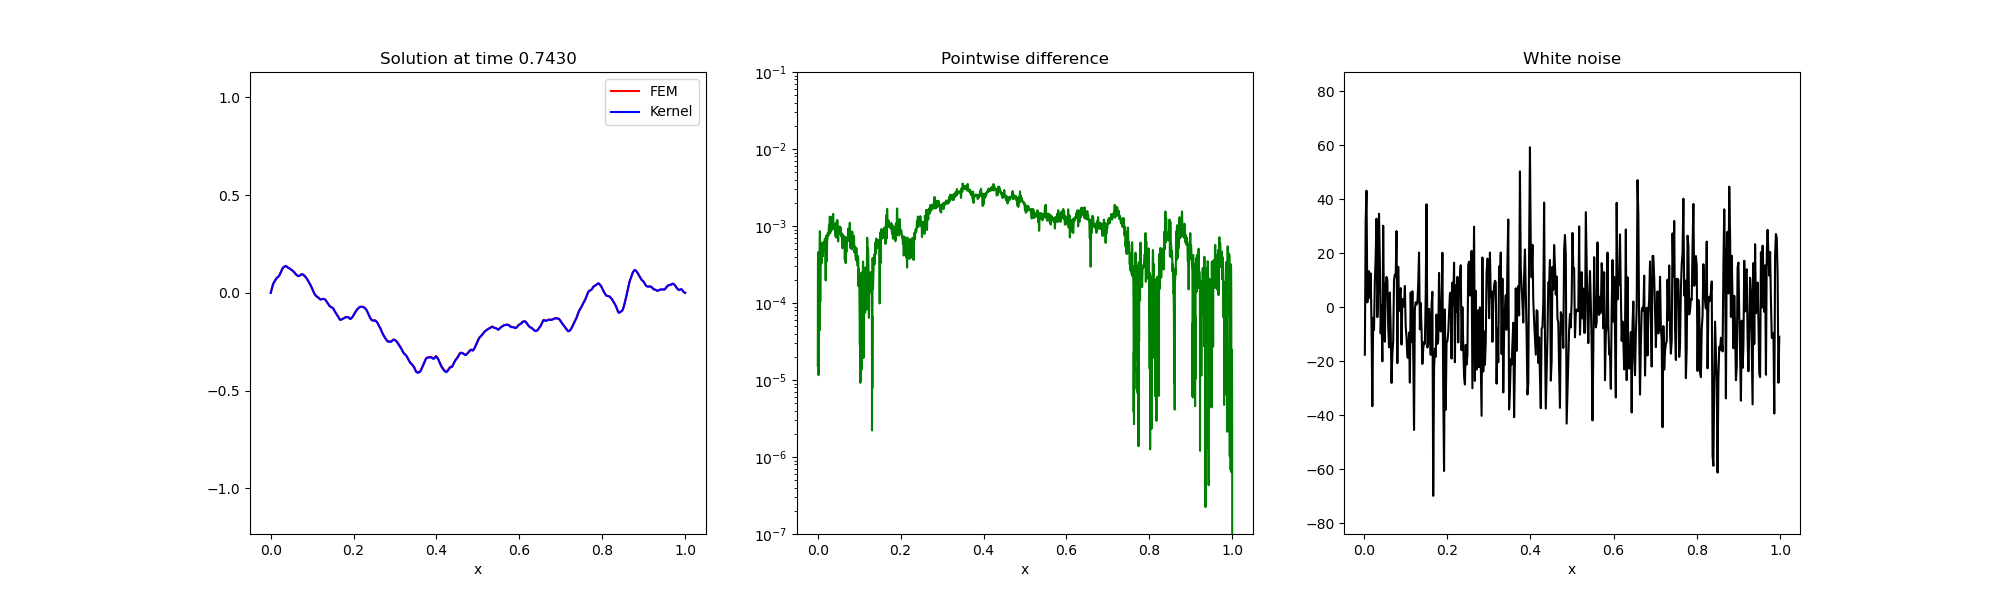 Solution at time 0.7430
FEM
Kernel
1.0
0.5
0.0
−0.5
−1.0
0.0 0.2 0.4 0.6 0.8 1.0
x
Pointwise difference
10⁻¹
10⁻²
10⁻³
10⁻⁴
10⁻⁵
10⁻⁶
10⁻⁷
0.0 0.2 0.4 0.6 0.8 1.0
x
White noise
80
60
40
20
0
−20
−40
−60
−80
0.0 0.2 0.4 0.6 0.8 1.0
x